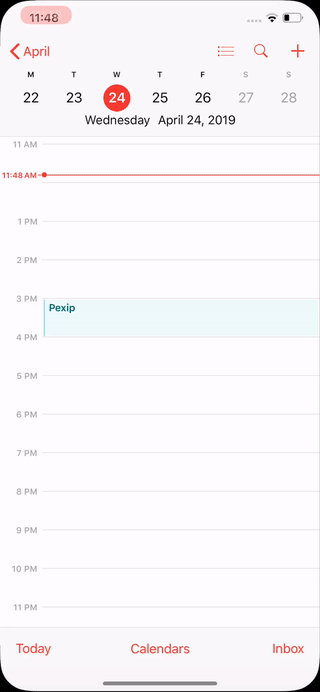 11:48
April
M T W T F S S
22 23 24 25 26 27 28
Wednesday April 24, 2019
11 AM
11:48 AM
1 PM
2 PM
3 PM
Pexip
4 PM
5 PM
6 PM
7 PM
8 PM
9 PM
10 PM
11 PM
Today Calendars Inbox